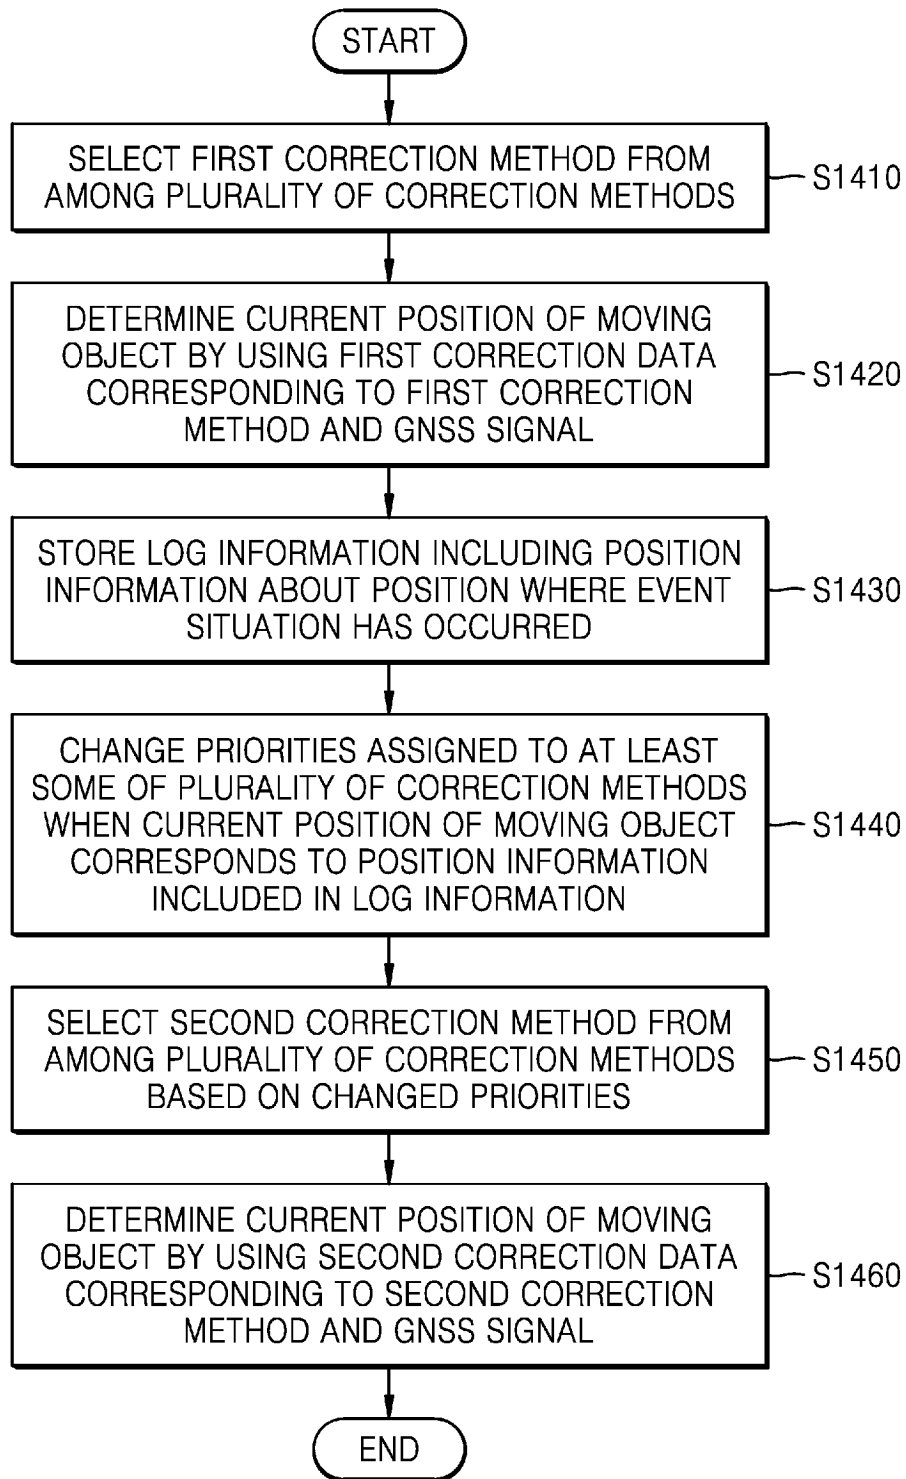 START
SELECT FIRST CORRECTION METHOD FROM
AMONG PLURALITY OF CORRECTION METHODS
S1410
DETERMINE CURRENT POSITION OF MOVING
OBJECT BY USING FIRST CORRECTION DATA
CORRESPONDING TO FIRST CORRECTION
METHOD AND GNSS SIGNAL
S1420
STORE LOG INFORMATION INCLUDING POSITION
INFORMATION ABOUT POSITION WHERE EVENT
SITUATION HAS OCCURRED
S1430
CHANGE PRIORITIES ASSIGNED TO AT LEAST
SOME OF PLURALITY OF CORRECTION METHODS
WHEN CURRENT POSITION OF MOVING OBJECT
CORRESPONDS TO POSITION INFORMATION
INCLUDED IN LOG INFORMATION
S1440
SELECT SECOND CORRECTION METHOD FROM
AMONG PLURALITY OF CORRECTION METHODS
BASED ON CHANGED PRIORITIES
S1450
DETERMINE CURRENT POSITION OF MOVING
OBJECT BY USING SECOND CORRECTION DATA
CORRESPONDING TO SECOND CORRECTION
METHOD AND GNSS SIGNAL
S1460
END